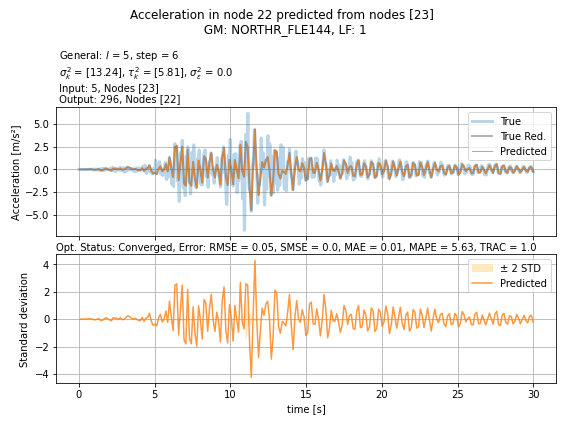 Acceleration in node 22 predicted from nodes [23]
GM: NORTHR_FLE144, LF: 1
General: l = 5, step = 6
σ²_k = [13.24], τ²_k = [5.81], σ²_ε = 0.0
Input: 5, Nodes [23]
Output: 296, Nodes [22]
Acceleration [m/s²]
5.0
2.5
0.0
−2.5
−5.0
True
True Red.
Predicted
Opt. Status: Converged, Error: RMSE = 0.05, SMSE = 0.0, MAE = 0.01, MAPE = 5.63, TRAC = 1.0
Standard deviation
4
2
0
−2
−4
± 2 STD
Predicted
0
5
10
15
20
25
30
time [s]